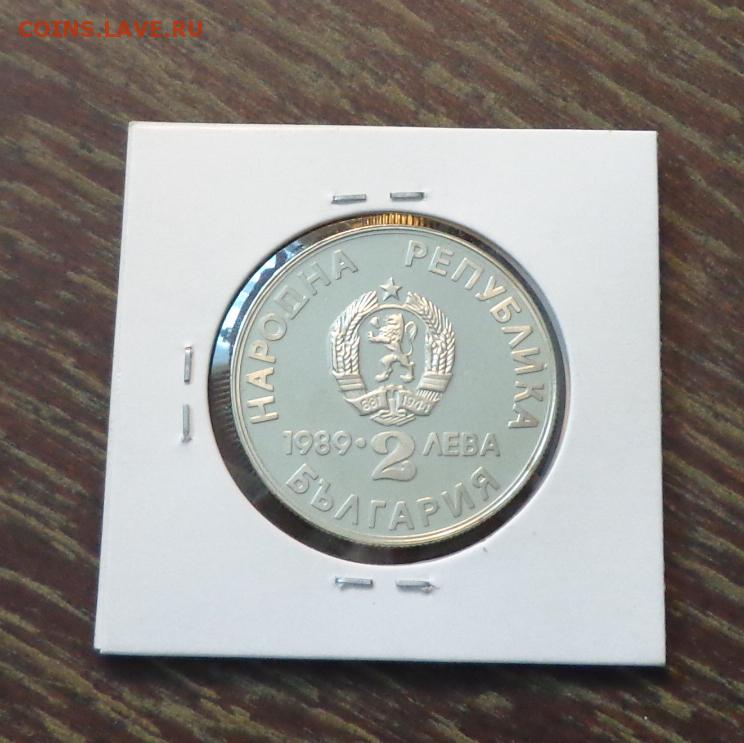 COINS.LAVE.RU
НАРОДНА РЕПУБЛИКА
681 1944
1989 • 2 ЛЕВА
БЪЛГАРИЯ